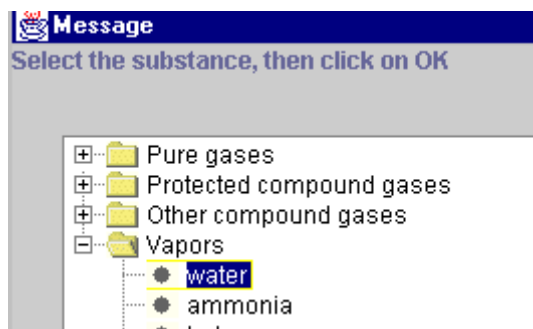 Message
Select the substance, then click on OK
Pure gases
Protected compound gases
Other compound gases
Vapors
water
ammonia